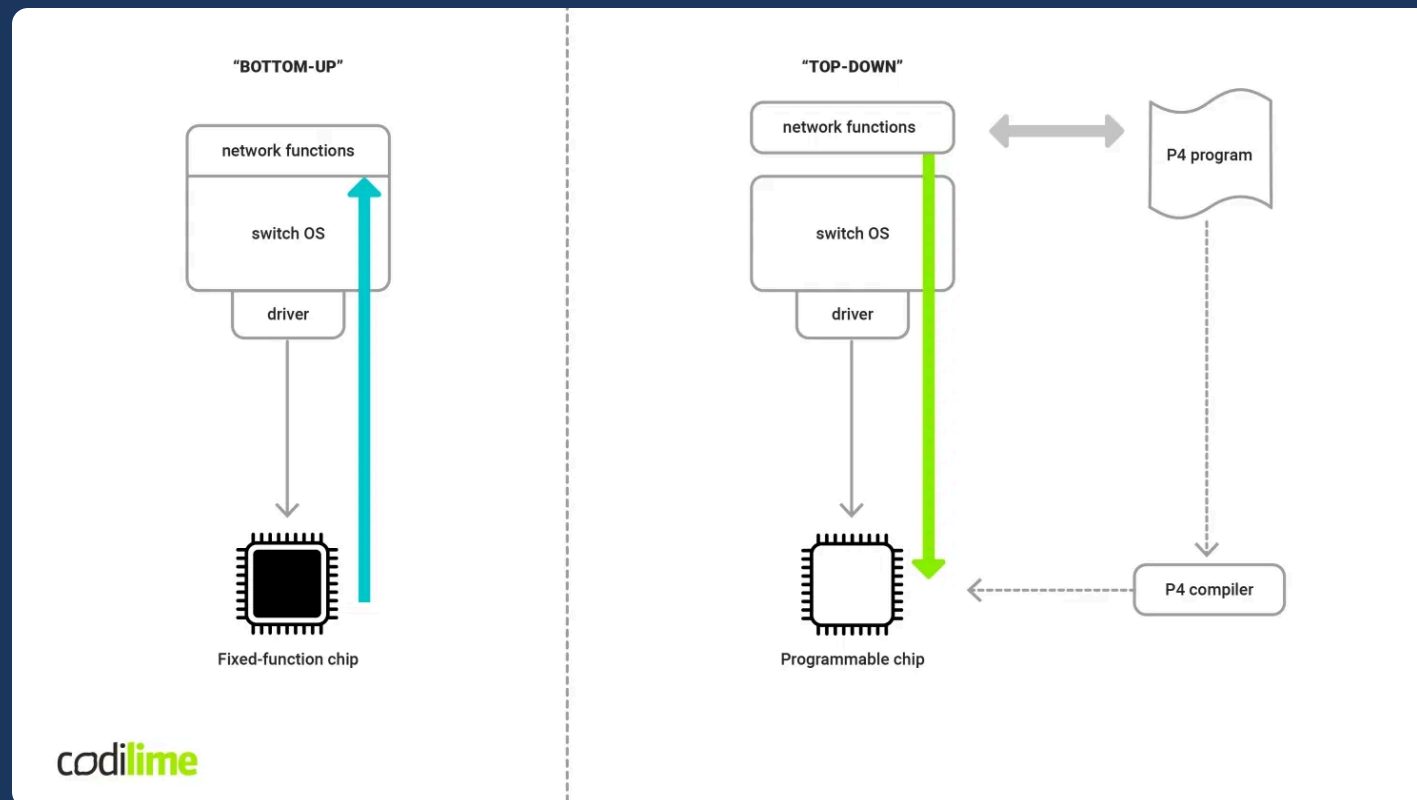 “BOTTOM-UP”
network functions
switch OS
driver
Fixed-function chip
“TOP-DOWN”
network functions
switch OS
driver
Programmable chip
P4 program
P4 compiler
codilime